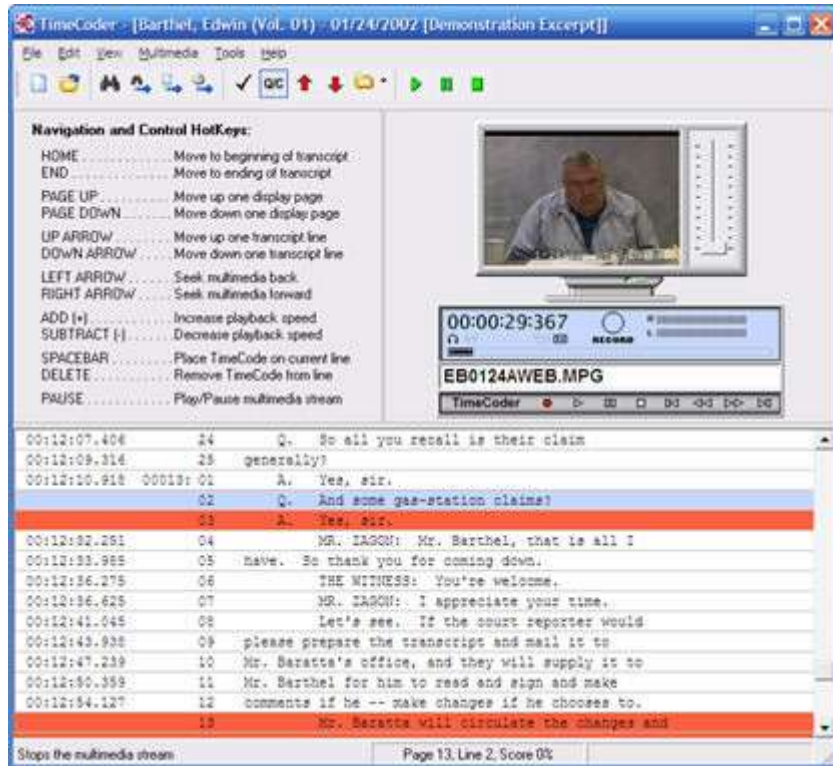 TimeCoder - [Barthel, Edwin (Vol. 01) - 01/24/2002 [Demonstration Excerpt]]
File Edit View Multimedia Tools Help
Q/C
Navigation and Control HotKeys:
HOME ............ Move to beginning of transcript
END ............ Move to ending of transcript
PAGE UP ............ Move up one display page
PAGE DOWN ....... Move down one display page
UP ARROW ....... Move up one transcript line
DOWN ARROW .... Move down one transcript line
LEFT ARROW ..... Seek multimedia back
RIGHT ARROW .... Seek multimedia forward
ADD (+) ............ Increase playback speed
SUBTRACT (-) ..... Decrease playback speed
SPACEBAR ....... Place TimeCode on current line
DELETE ............ Remove TimeCode from line
PAUSE ............ Play/Pause multimedia stream
00:00:29:367
RECORD
R
L
EB0124AWEB.MPG
TimeCoder
00:12:07.406 24 Q. So all you recall is their claim
00:12:09.316 25 generally?
00:12:10.918 00013: 01 A. Yes, sir.
02 Q. And some gas-station claims?
03 A. Yes, sir.
00:12:32.251 04 MR. ZAGON: Mr. Barthel, that is all I
00:12:33.985 05 have. So thank you for coming down.
00:12:36.275 06 THE WITNESS: You're welcome.
00:12:36.625 07 MR. ZAGON: I appreciate your time.
00:12:41.045 08 Let's see. If the court reporter would
00:12:43.938 09 please prepare the transcript and mail it to
00:12:47.239 10 Mr. Baratta's office, and they will supply it to
00:12:50.359 11 Mr. Barthel for him to read and sign and make
00:12:54.127 12 comments if he -- make changes if he chooses to.
13 Mr. Baratta will circulate the changes and
Stops the multimedia stream Page 13, Line 2, Score 0%